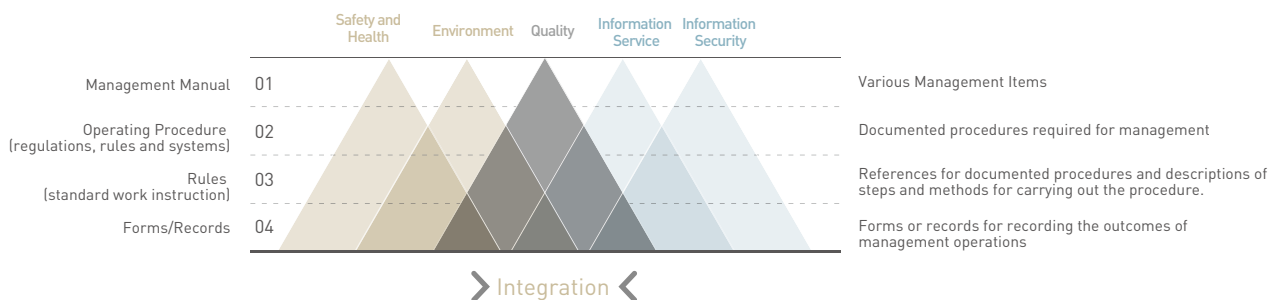 Safety and
Health
Environment
Quality
Information
Service
Information
Security
Management Manual
01
Various Management Items
Operating Procedure
(regulations, rules and systems)
02
Documented procedures required for management
Rules
(standard work instruction)
03
References for documented procedures and descriptions of
steps and methods for carrying out the procedure.
Forms/Records
04
Forms or records for recording the outcomes of
management operations
Integration